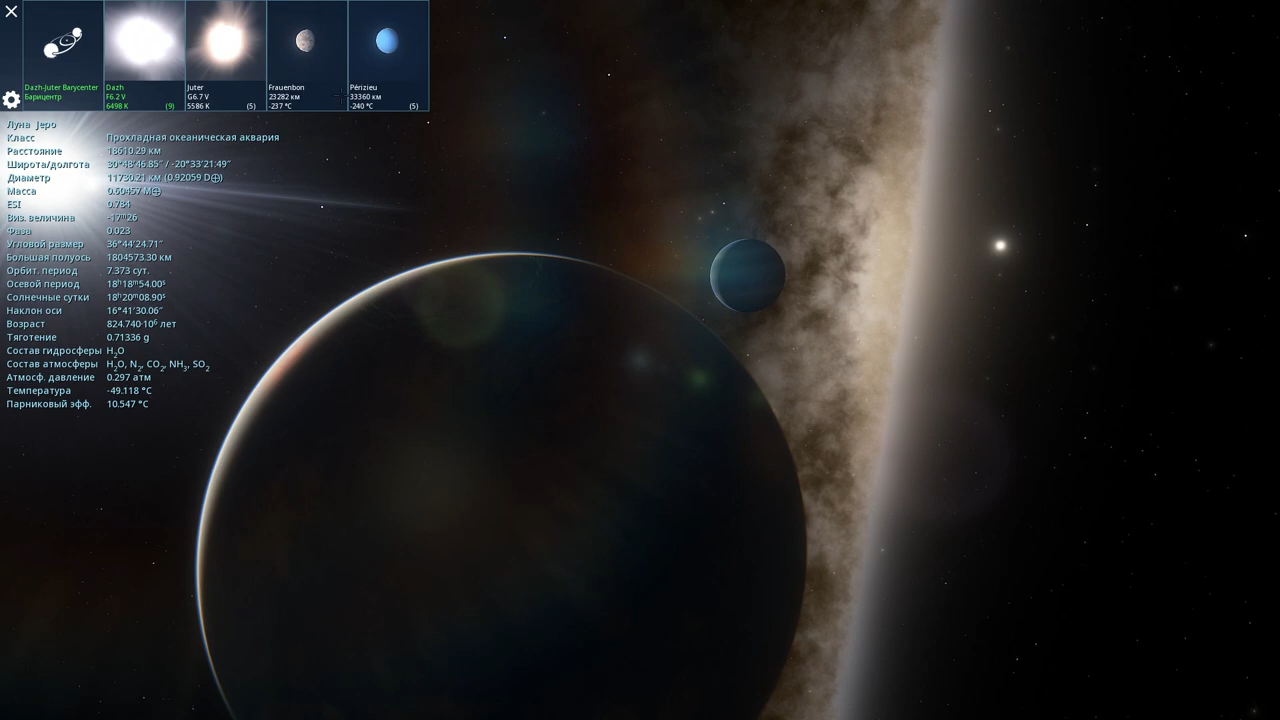 Dazh-Juter Barycenter
Барицентр
Dazh
F6.2 V
6498 K (9)
Juter
G6.7 V
5586 K (5)
Frauenbon
23282 км
-237 °C
Périzieu
33360 км
-240 °C (5)
Луна Jeро
Класс Прохладная океаническая аквария
Расстояние 18610.29 км
Широта/долгота 30°48'46.85" / -20°33'21.49"
Диаметр 11730.21 км (0.92059 D⊕)
Масса 0.60457 M⊕
ESI 0.784
Виз. величина -17ᵐ26
Фаза 0.023
Угловой размер 36°44'24.71"
Большая полуось 1804573.30 км
Орбит. период 7.373 сут.
Осевой период 18ʰ18ᵐ54.00ˢ
Солнечные сутки 18ʰ20ᵐ08.90ˢ
Наклон оси 16°41'30.06"
Возраст 824.740·10⁶ лет
Тяготение 0.71336 g
Состав гидросферы H₂O
Состав атмосферы H₂O, N₂, CO₂, NH₃, SO₂
Атмосф. давление 0.297 атм
Температура -49.118 °C
Парниковый эфф. 10.547 °C